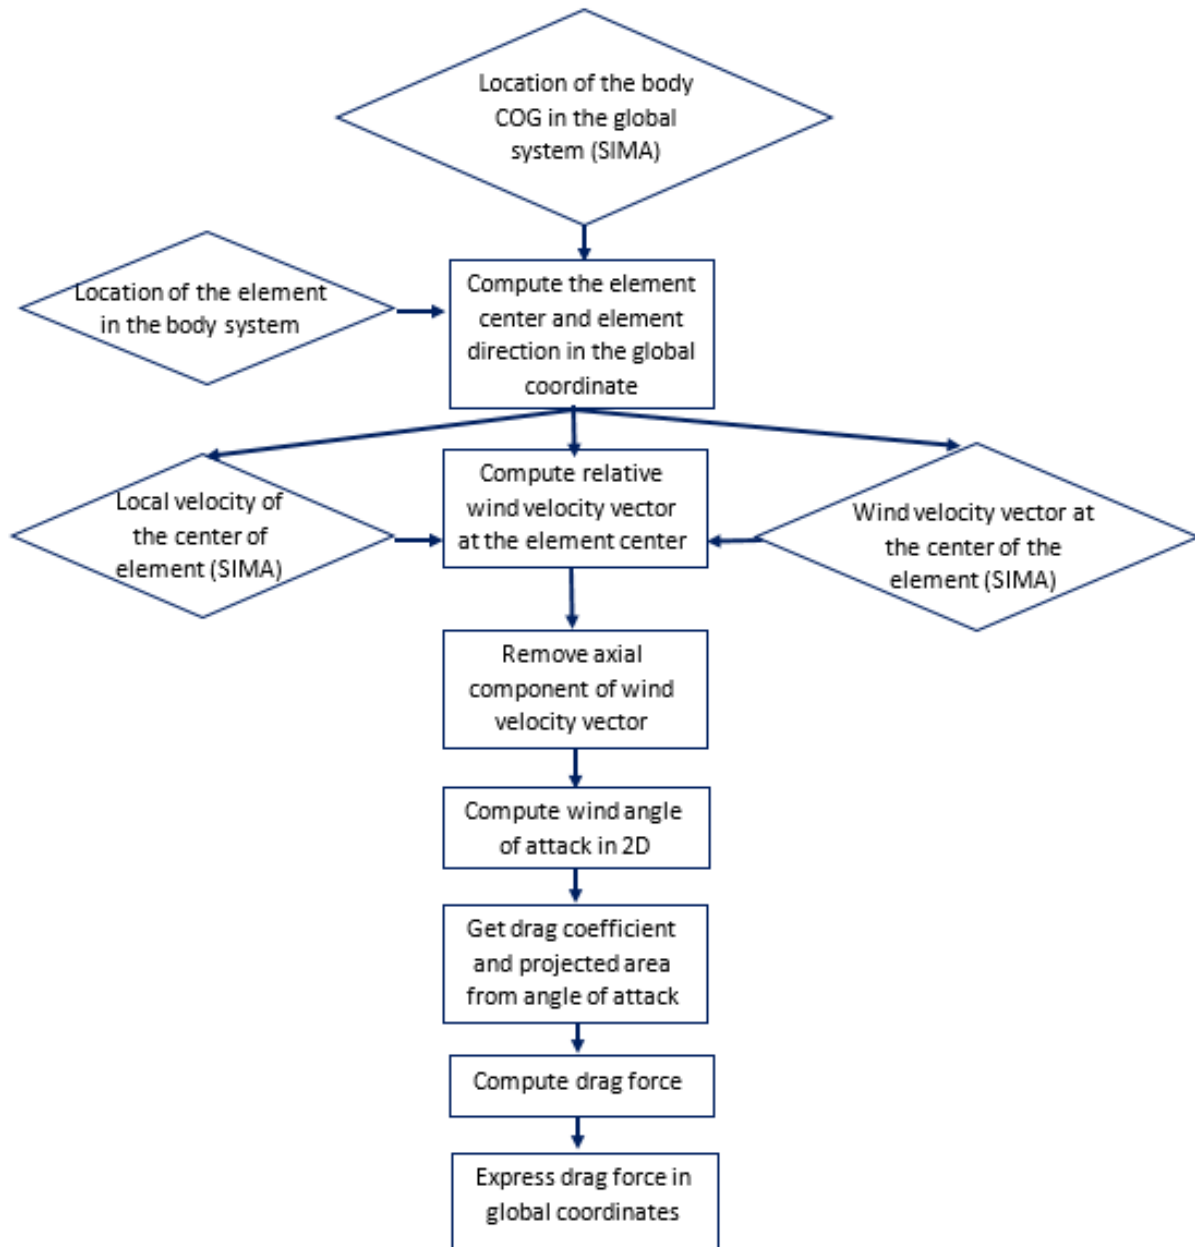 Location of the body
COG in the global
system (SIMA)
Location of the element
in the body system
Compute the element
center and element
direction in the global
coordinate
Local velocity of
the center of
element (SIMA)
Compute relative
wind velocity vector
at the element center
Wind velocity vector at
the center of the
element (SIMA)
Remove axial
component of wind
velocity vector
Compute wind angle
of attack in 2D
Get drag coefficient
and projected area
from angle of attack
Compute drag force
Express drag force in
global coordinates